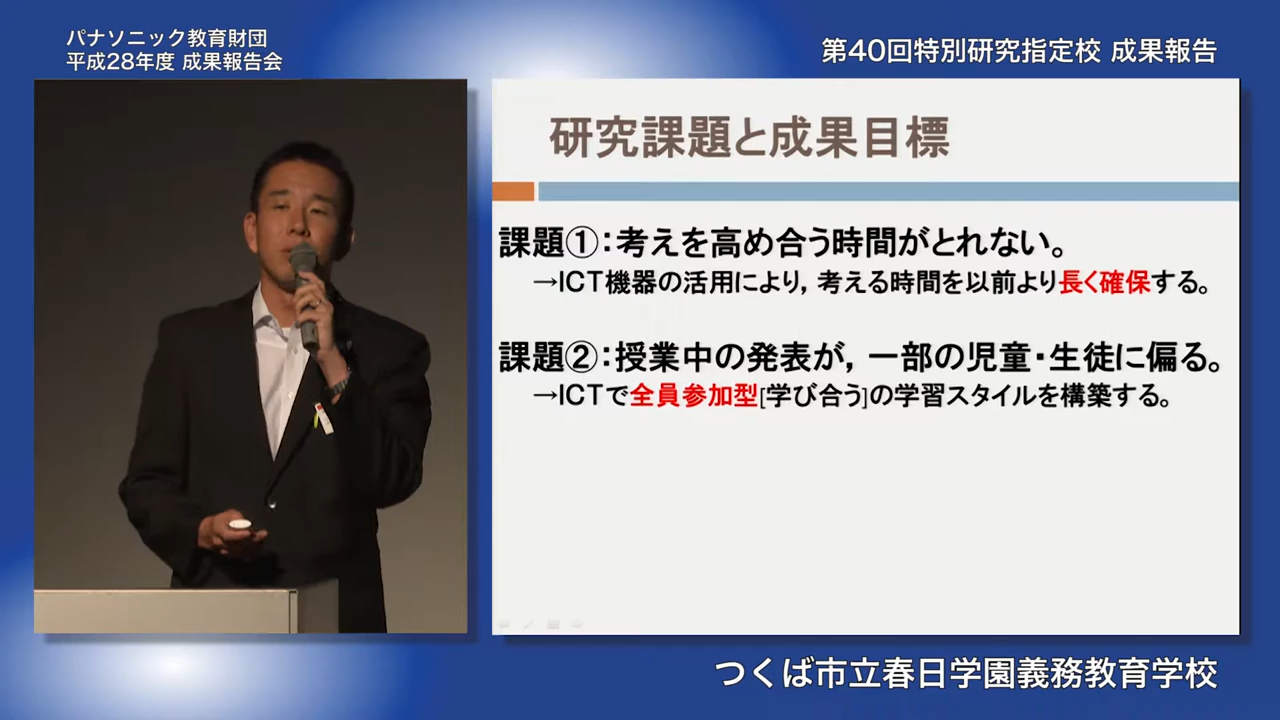 パナソニック教育財団
平成28年度 成果報告会
第40回特別研究指定校 成果報告
研究課題と成果目標
課題①：考えを高め合う時間がとれない。
→ICT機器の活用により，考える時間を以前より長く確保する。
課題②：授業中の発表が，一部の児童・生徒に偏る。
→ICTで全員参加型[学び合う]の学習スタイルを構築する。
つくば市立春日学園義務教育学校